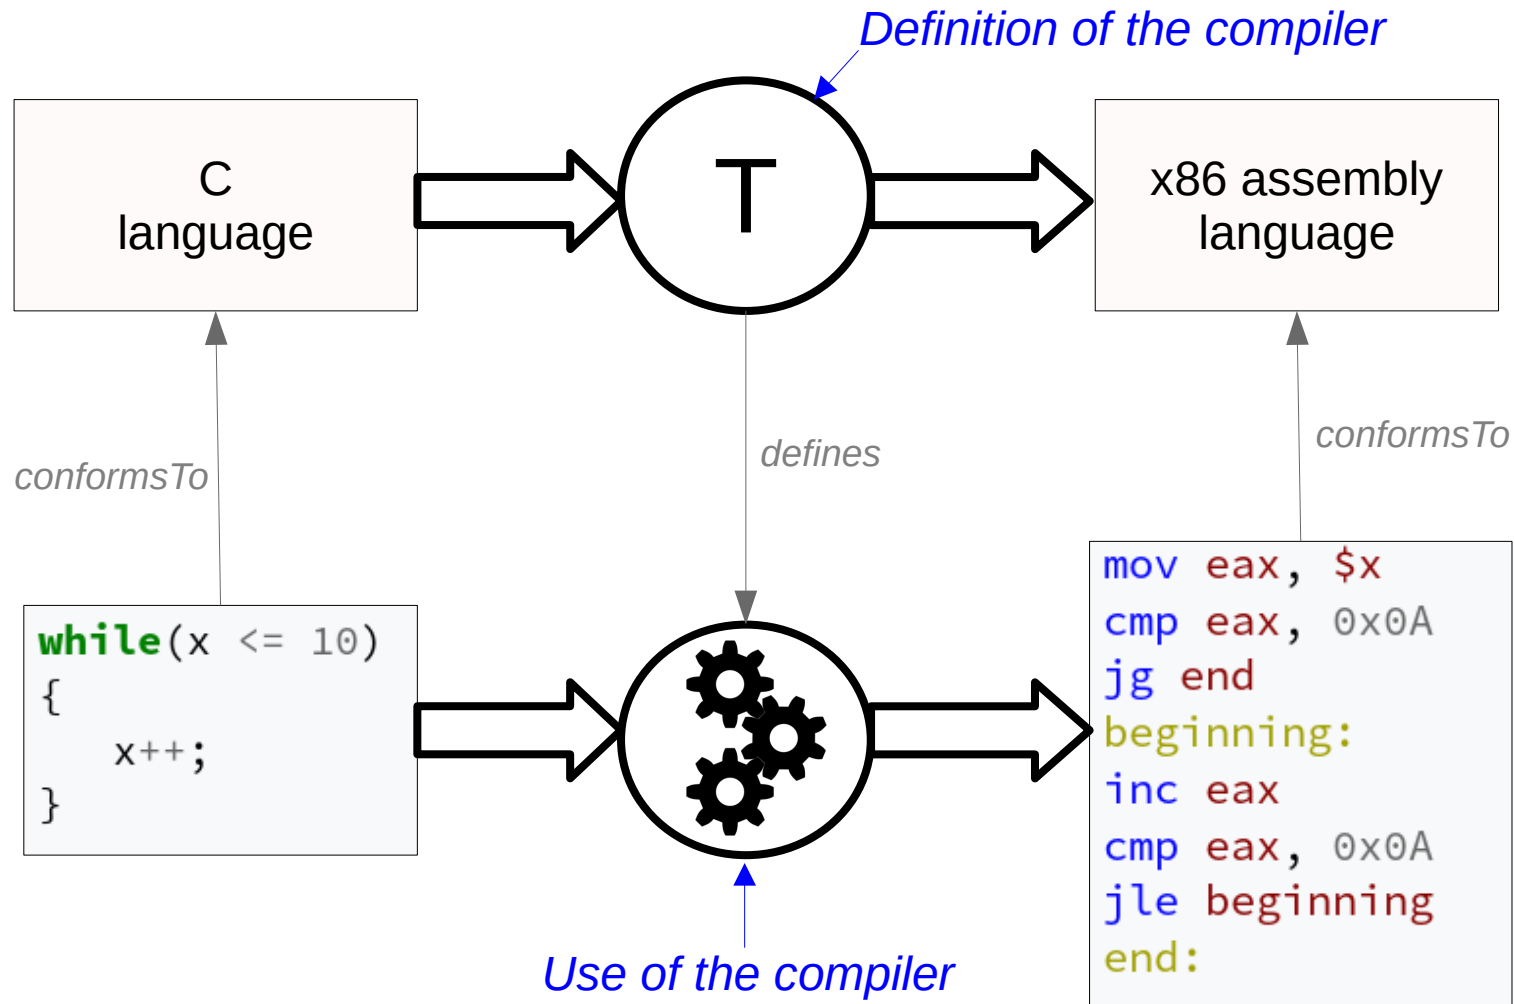 Definition of the compiler
C
language
T
x86 assembly
language
conformsTo
defines
conformsTo
while(x <= 10)
{
x++;
}
mov eax, $x
cmp eax, 0x0A
jg end
beginning:
inc eax
cmp eax, 0x0A
jle beginning
end:
Use of the compiler